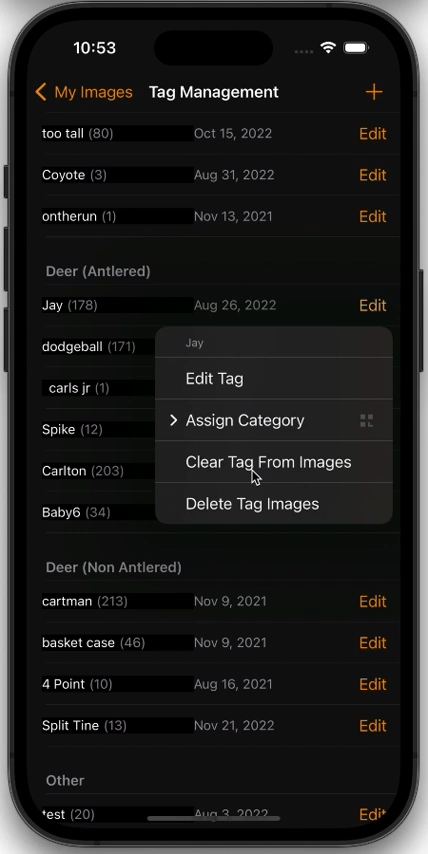 10:53
My Images Tag Management +
too tall (80) Oct 15, 2022 Edit
Coyote (3) Aug 31, 2022 Edit
ontherun (1) Nov 13, 2021 Edit
Deer (Antlered)
Jay (178) Aug 26, 2022 Edit
dodgeball (171)
carls jr (1)
Spike (12)
Carlton (203)
Baby6 (34)
Jay
Edit Tag
Assign Category
Clear Tag From Images
Delete Tag Images
Deer (Non Antlered)
cartman (213) Nov 9, 2021 Edit
basket case (46) Nov 9, 2021 Edit
4 Point (10) Aug 16, 2021 Edit
Split Tine (13) Nov 21, 2022 Edit
Other
test (20) Aug 3, 2022 Edit